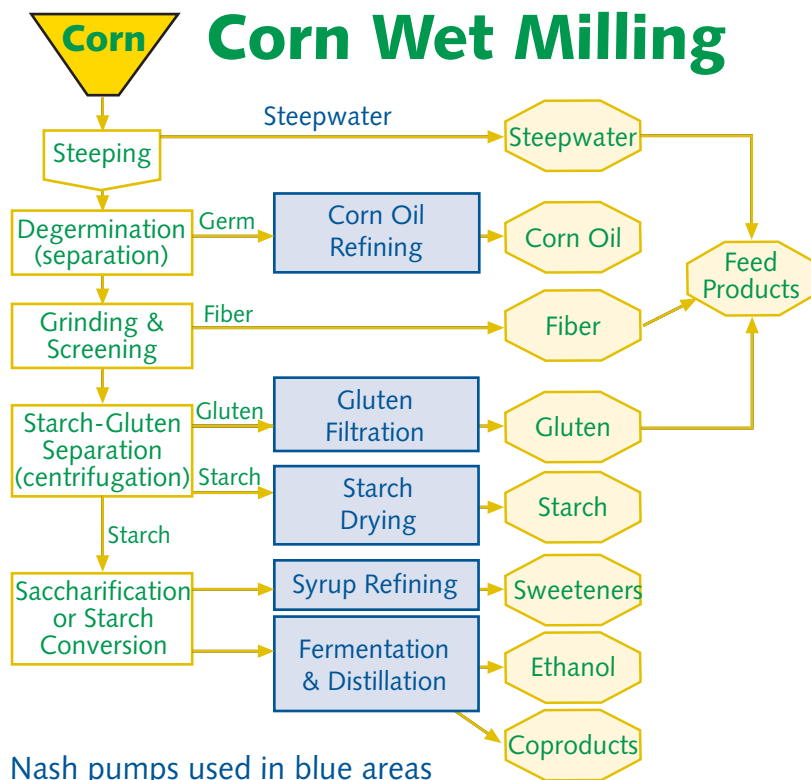 Corn
Corn Wet Milling
Steepwater
Steeping
Steepwater
Degermination
(separation)
Germ
Corn Oil
Refining
Corn Oil
Feed
Products
Grinding &
Screening
Fiber
Fiber
Starch-Gluten
Separation
(centrifugation)
Gluten
Gluten
Filtration
Gluten
Starch
Starch
Drying
Starch
Starch
Saccharification
or Starch
Conversion
Syrup Refining
Sweeteners
Fermentation
& Distillation
Ethanol
Coproducts
Nash pumps used in blue areas